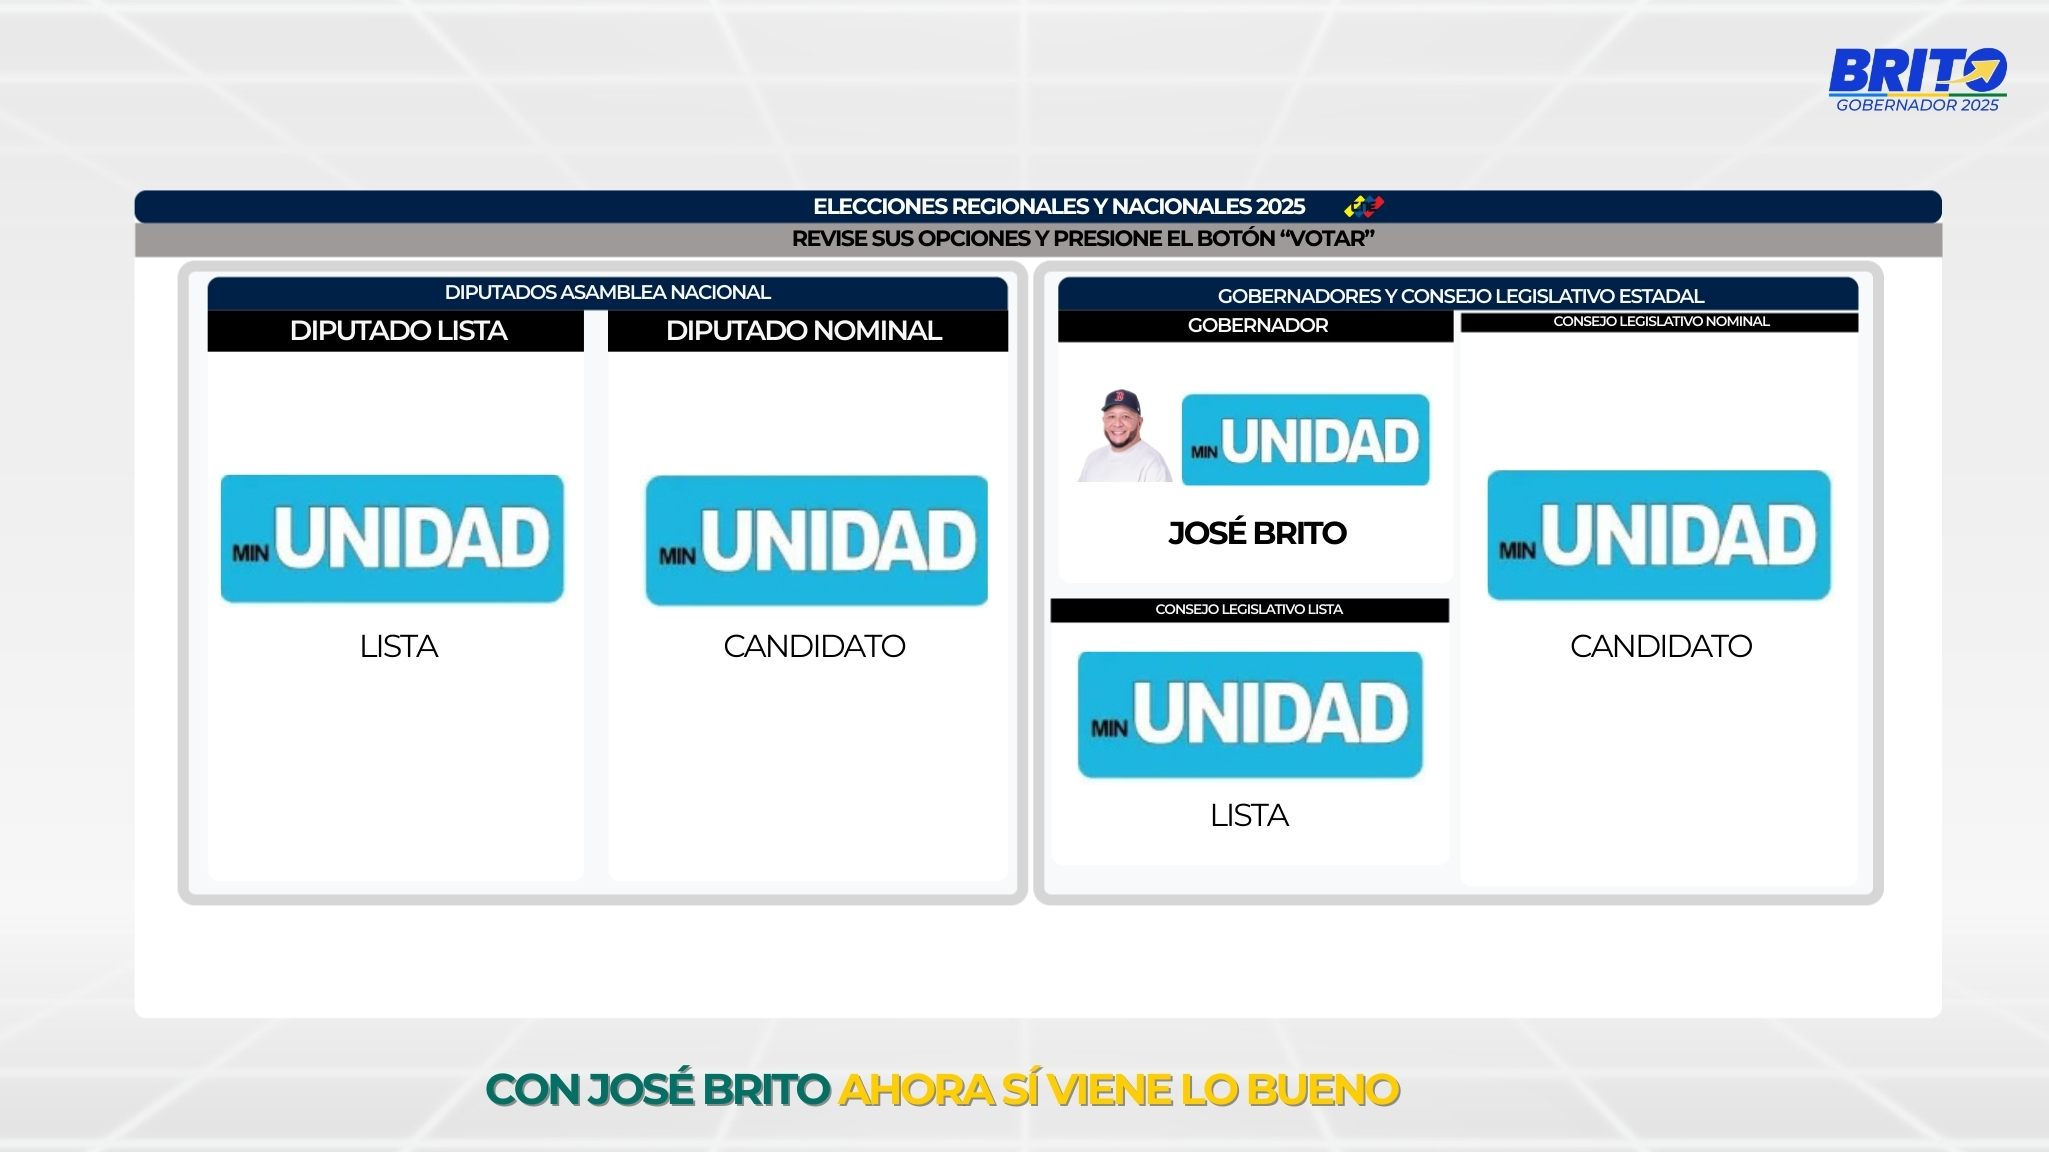 BRITO
GOBERNADOR 2025
ELECCIONES REGIONALES Y NACIONALES 2025
CNE
REVISE SUS OPCIONES Y PRESIONE EL BOTÓN “VOTAR”
DIPUTADOS ASAMBLEA NACIONAL
DIPUTADO LISTA
MIN UNIDAD
LISTA
DIPUTADO NOMINAL
MIN UNIDAD
CANDIDATO
GOBERNADORES Y CONSEJO LEGISLATIVO ESTADAL
GOBERNADOR
B
MIN UNIDAD
JOSÉ BRITO
CONSEJO LEGISLATIVO LISTA
MIN UNIDAD
LISTA
CONSEJO LEGISLATIVO NOMINAL
MIN UNIDAD
CANDIDATO
CON JOSÉ BRITO AHORA SÍ VIENE LO BUENO